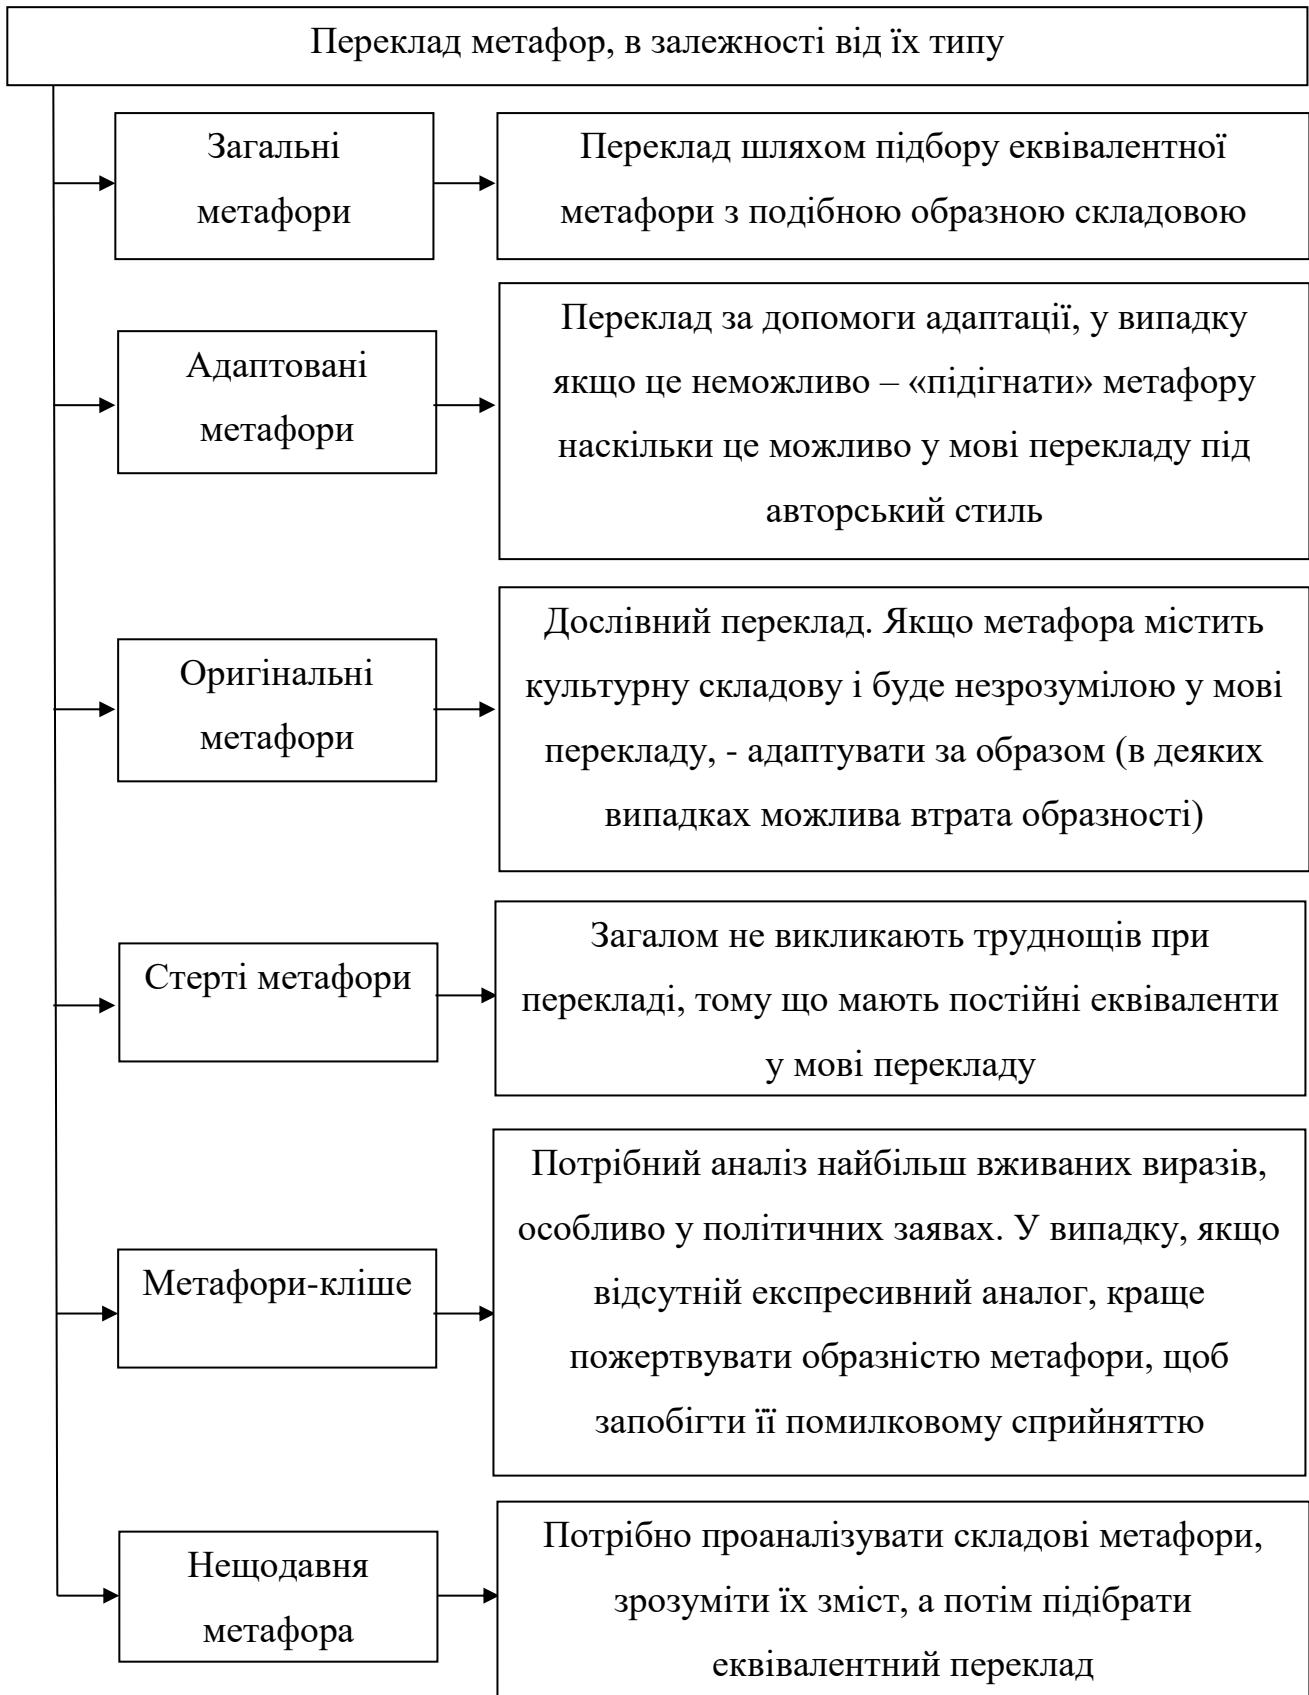 Переклад метафор, в залежності від їх типу
Загальні
метафори
Переклад шляхом підбору еквівалентної
метафори з подібною образною складовою
Адаптовані
метафори
Переклад за допомоги адаптації, у випадку
якщо це неможливо – «підігнати» метафору
наскільки це можливо у мові перекладу під
авторський стиль
Оригінальні
метафори
Дослівний переклад. Якщо метафора містить
культурну складову і буде незрозумілою у мові
перекладу, - адаптувати за образом (в деяких
випадках можлива втрата образності)
Стерті метафори
Загалом не викликають труднощів при
перекладі, тому що мають постійні еквіваленти
у мові перекладу
Метафори-кліше
Потрібний аналіз найбільш вживаних виразів,
особливо у політичних заявах. У випадку, якщо
відсутній експресивний аналог, краще
пожертвувати образністю метафори, щоб
запобігти її помилковому сприйняттю
Нещодавня
метафора
Потрібно проаналізувати складові метафори,
зрозуміти їх зміст, а потім підібрати
еквівалентний переклад